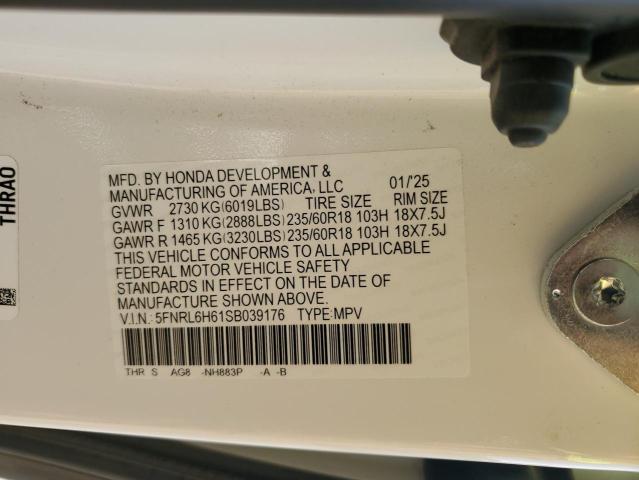 THRAO
MFD. BY HONDA DEVELOPMENT &
MANUFACTURING OF AMERICA, LLC 01/'25
GVWR 2730 KG(6019LBS) TIRE SIZE RIM SIZE
GAWR F 1310 KG(2888LBS) 235/60R18 103H 18X7.5J
GAWR R 1465 KG(3230LBS) 235/60R18 103H 18X7.5J
THIS VEHICLE CONFORMS TO ALL APPLICABLE
FEDERAL MOTOR VEHICLE SAFETY
STANDARDS IN EFFECT ON THE DATE OF
MANUFACTURE SHOWN ABOVE.
V.I.N.: 5FNRL6H61SB039176 TYPE:MPV
THR S AG8 -NH883P -A -B